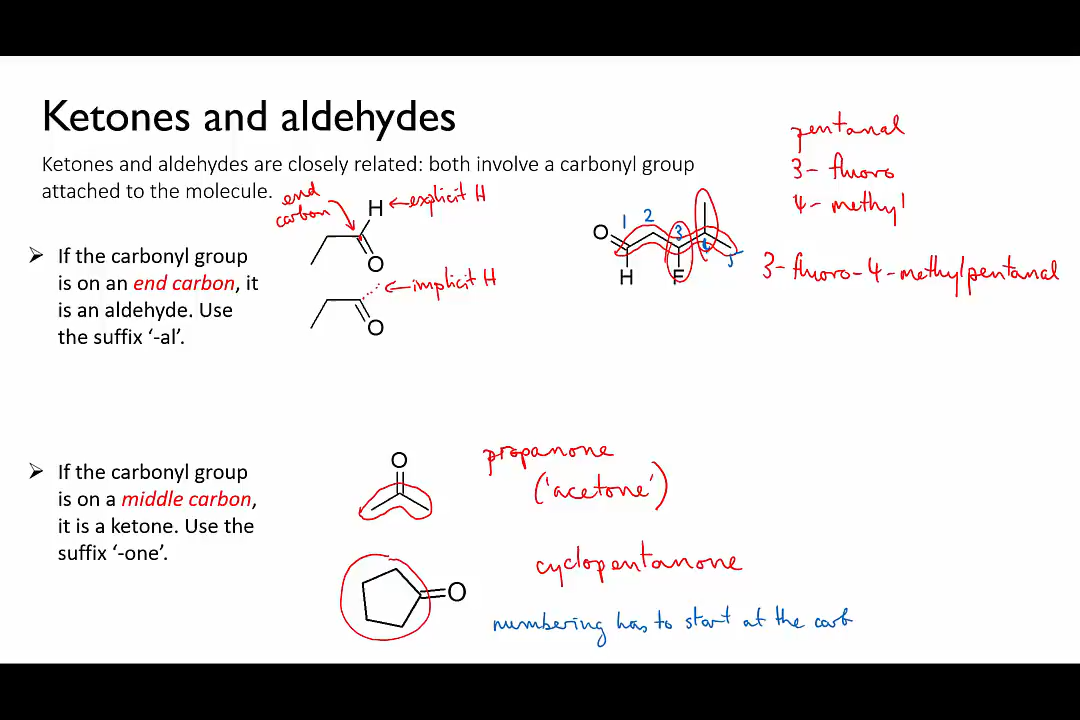 Ketones and aldehydes
Ketones and aldehydes are closely related: both involve a carbonyl group
attached to the molecule.
end
carbon
H
←explicit H
O
←implicit H
O
➢ If the carbonyl group
is on an end carbon, it
is an aldehyde. Use
the suffix ‘-al’.
O
H
F
1
2
3
4
5
pentanal
3- fluoro
4- methyl
3-fluoro-4-methylpentanal
➢ If the carbonyl group
is on a middle carbon,
it is a ketone. Use the
suffix ‘-one’.
O
propanone
('acetone')
O
cyclopentanone
numbering has to start at the carb